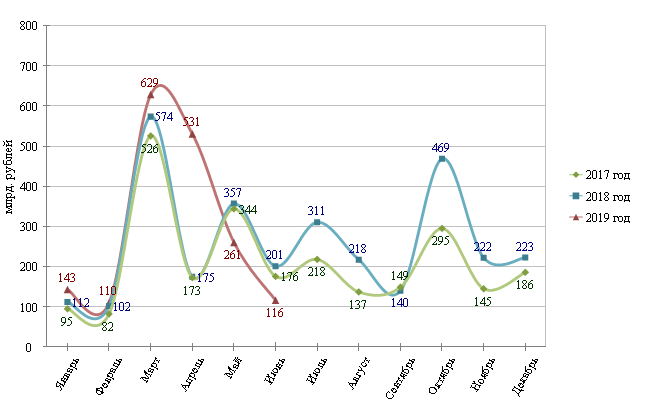 800
700
600
500
400
300
200
100
0
млрд. рублей
143
112
95
110
102
82
629
574
526
531
175
173
357
344
261
201
176
116
311
218
218
137
149
140
469
295
222
145
223
186
Январь
Февраль
Март
Апрель
Май
Июнь
Июль
Август
Сентябрь
Октябрь
Ноябрь
Декабрь
2017 год
2018 год
2019 год